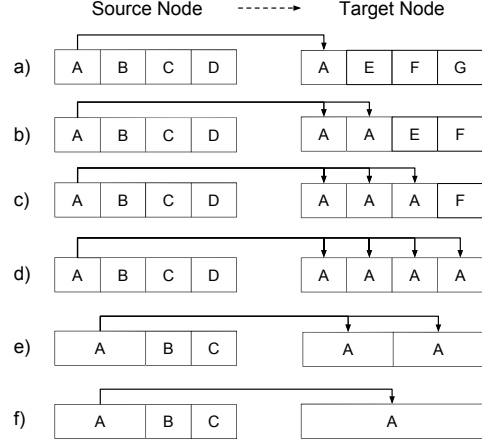 Source Node Target Node
a) A B C D A E F G
b) A B C D A A E F
c) A B C D A A A F
d) A B C D A A A A
e) A B C A A
f) A B C A